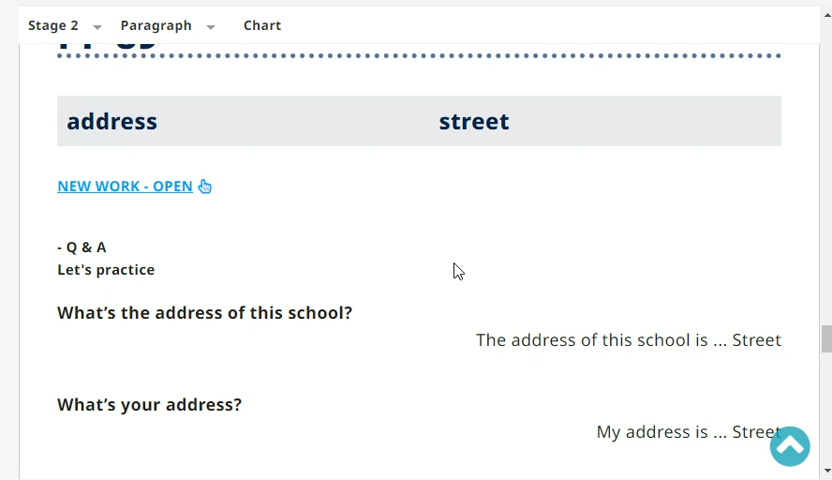 Stage 2 Paragraph Chart
address street
NEW WORK - OPEN
- Q & A
Let's practice
What’s the address of this school?
The address of this school is ... Street
What’s your address?
My address is ... Street